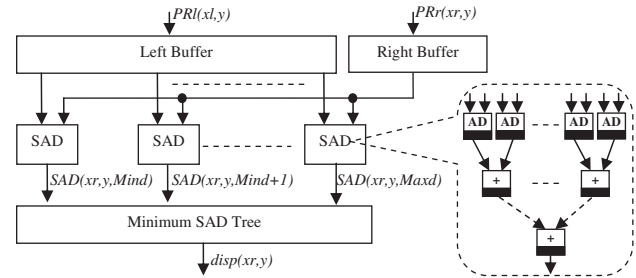 PRl(xl,y)
PRr(xr,y)
Left Buffer
Right Buffer
SAD
SAD
SAD
AD
AD
AD
AD
SAD(xr,y,Mind)
SAD(xr,y,Mind+1)
SAD(xr,y,Maxd)
+
+
Minimum SAD Tree
+
disp(xr,y)